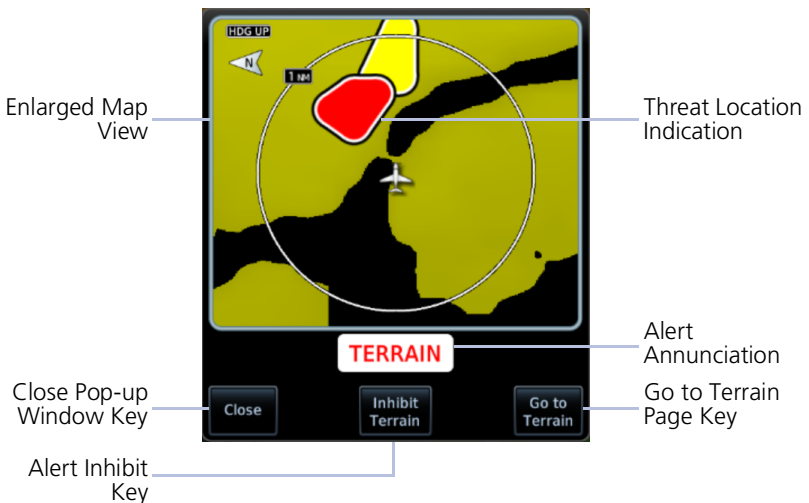 HDG UP
N
1 NM
Enlarged Map
View
Threat Location
Indication
TERRAIN
Alert
Annunciation
Close Pop-up
Window Key
Close
Inhibit
Terrain
Go to
Terrain
Go to Terrain
Page Key
Alert Inhibit
Key